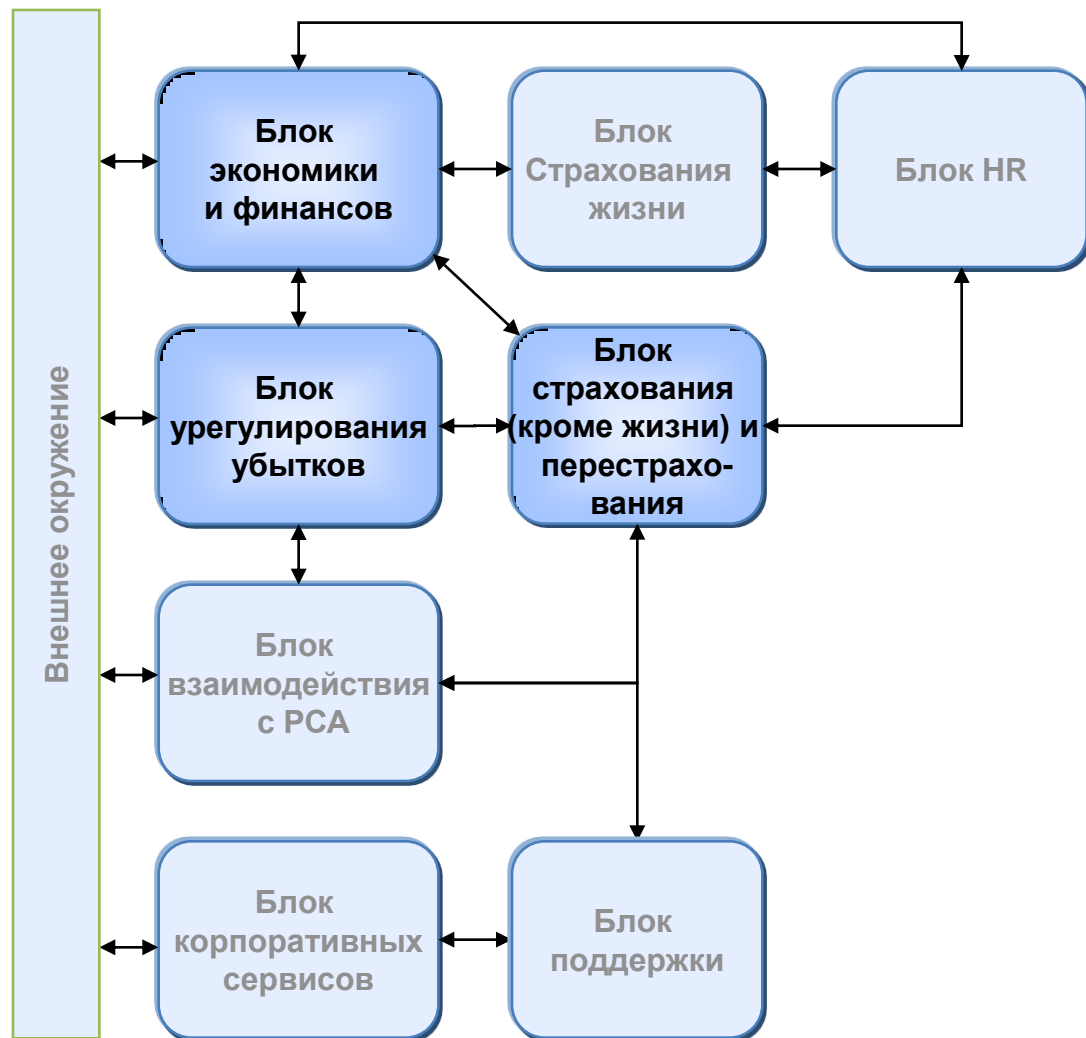 Внешнее окружение
Блок
экономики
и финансов
Блок
Страхования
жизни
Блок HR
Блок
урегулирования
убытков
Блок
страхования
(кроме жизни) и
перестрахо-
вания
Блок
взаимодействия
с РСА
Блок
корпоративных
сервисов
Блок
поддержки